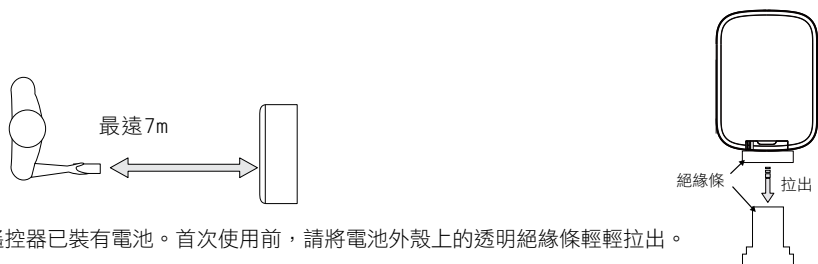 最遠7m
絕緣條
拉出
控器已裝有電池。首次使用前，請將電池外殼上的透明絕緣條輕輕拉出。